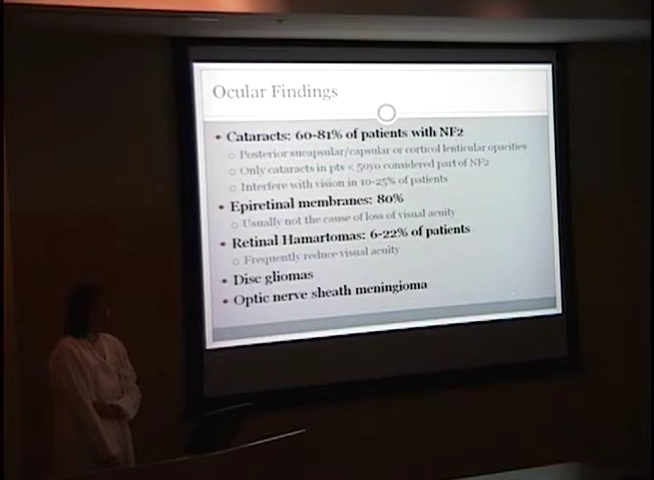 Ocular Findings
• Cataracts: 60-81% of patients with NF2
○ Posterior sucapsular/capsular or corticol lenticular opacities
○ Only cataracts in pts < 50yo considered part of NF2
○ Interfere with vision in 10-25% of patients
• Epiretinal membranes: 80%
○ Usually not the cause of loss of visual acuity
• Retinal Hamartomas: 6-22% of patients
○ Frequently reduce visual acuity
• Disc gliomas
• Optic nerve sheath meningioma